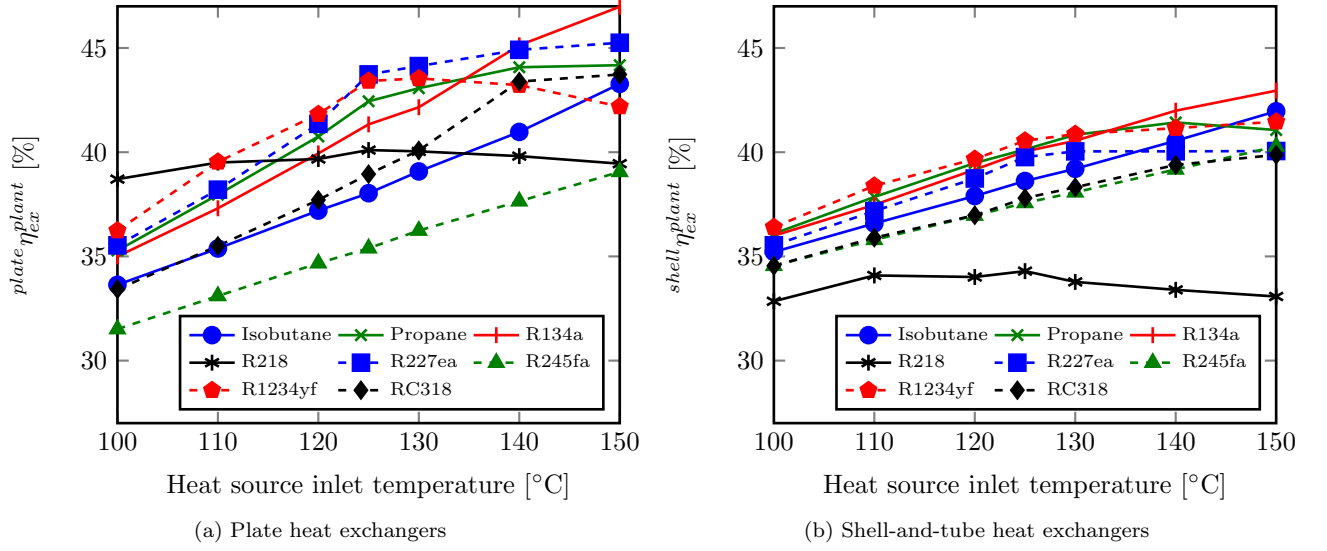 45
40
35
30
100 110 120 130 140 150
plate η_ex^plant [%]
Isobutane Propane R134a
R218 R227ea R245fa
R1234yf RC318
Heat source inlet temperature [°C]
(a) Plate heat exchangers
45
40
35
30
100 110 120 130 140 150
shell η_ex^plant [%]
Isobutane Propane R134a
R218 R227ea R245fa
R1234yf RC318
Heat source inlet temperature [°C]
(b) Shell-and-tube heat exchangers